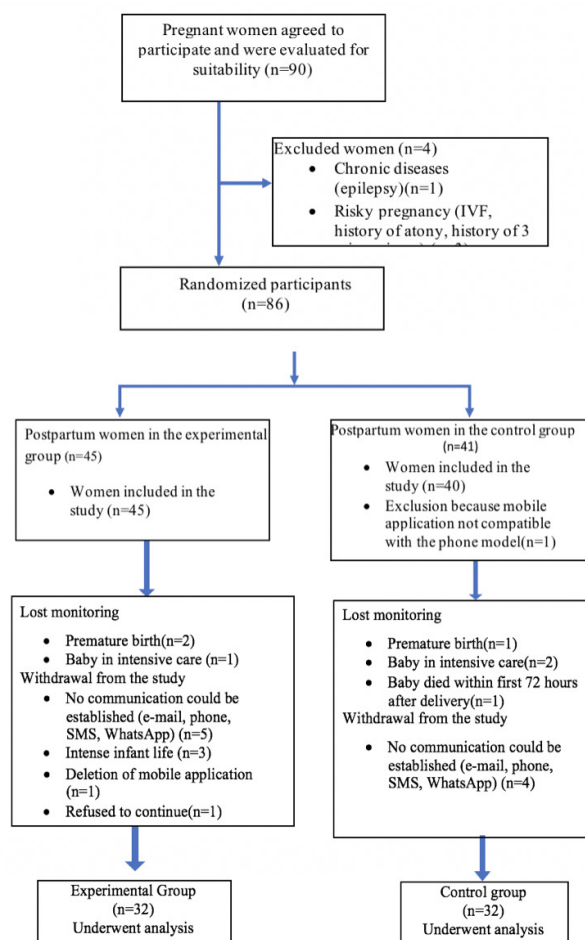 Pregnant women agreed to
participate and were evaluated for
suitability (n=90)
Excluded women (n=4)
• Chronic diseases
(epilepsy)(n=1)
• Risky pregnancy (IVF,
history of atony, history of 3
Randomized participants
(n=86)
Postpartum women in the experimental
group (n=45)
• Women included in the
study (n=45)
Postpartum women in the control group
(n=41)
• Women included in the
study (n=40)
• Exclusion because mobile
application not compatible
with the phone model(n=1)
Lost monitoring
• Premature birth(n=2)
• Baby in intensive care (n=1)
Withdrawal from the study
• No communication could be
established (e-mail, phone,
SMS, WhatsApp) (n=5)
• Intense infant life (n=3)
• Deletion of mobile application
(n=1)
• Refused to continue(n=1)
Lost monitoring
• Premature birth(n=1)
• Baby in intensive care(n=2)
• Baby died within first 72 hours
after delivery(n=1)
Withdrawal from the study
• No communication could be
established (e-mail, phone,
SMS, WhatsApp) (n=4)
Experimental Group
(n=32)
Underwent analysis
Control group
(n=32)
Underwent analysis